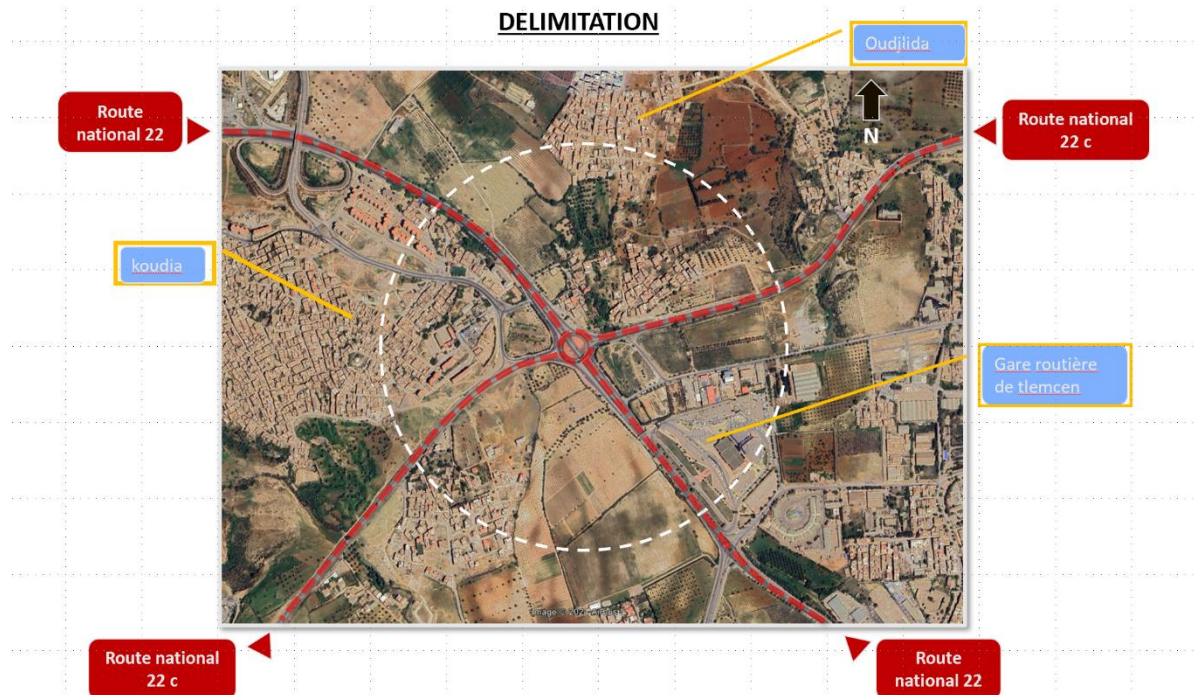 DELIMITATION
Oudjlida
Route
national 22
Route national
22 c
N
koudia
Gare routière
de tlemcen
Route national
22 c
Route
national 22